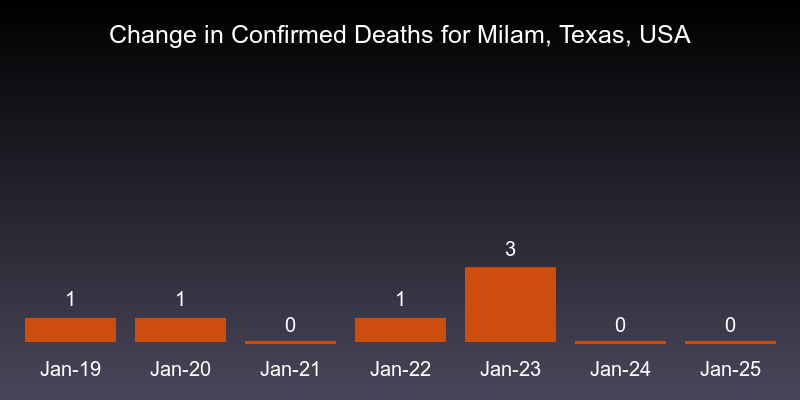 Change in Confirmed Deaths for Milam, Texas, USA
1 1 0 1 3 0 0
Jan-19 Jan-20 Jan-21 Jan-22 Jan-23 Jan-24 Jan-25